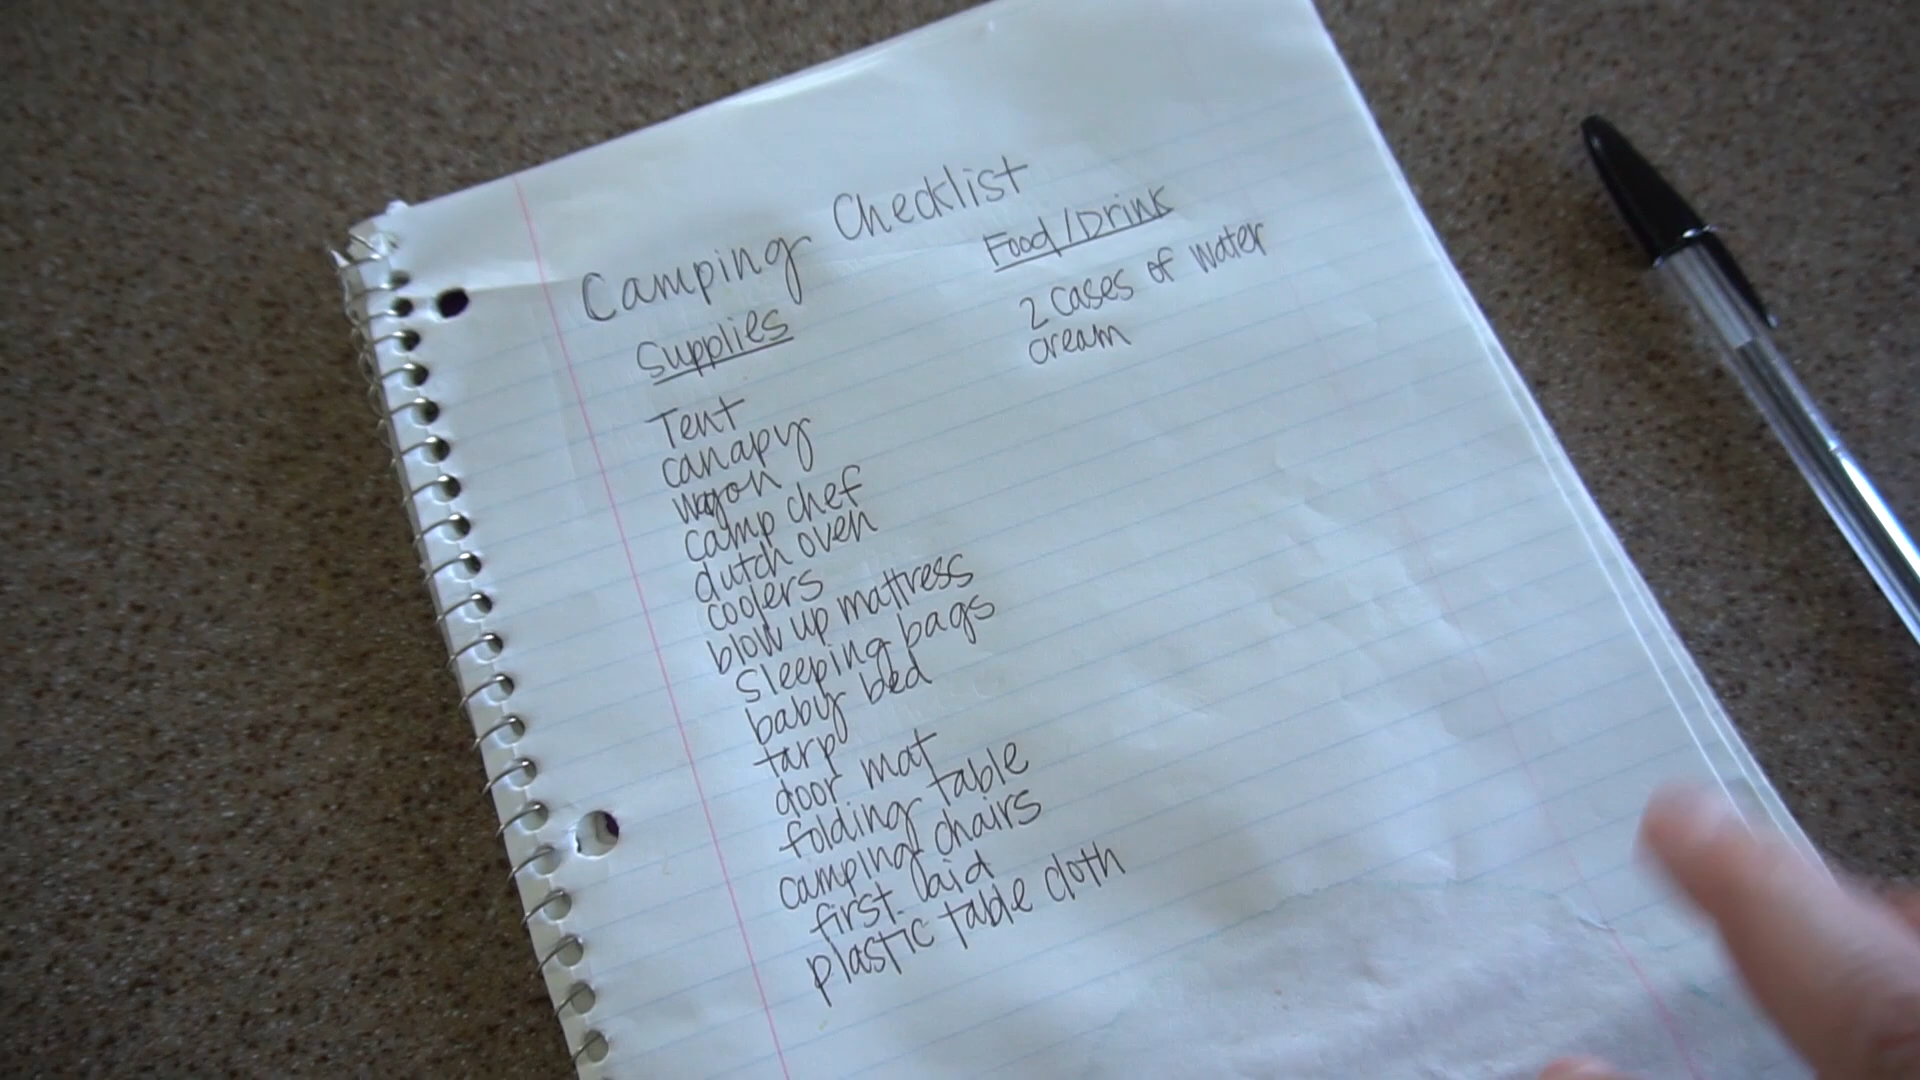 Camping Checklist
Supplies
Tent
canapy
wagon
camp chef
dutch oven
coolers
blow up mattress
sleeping bags
baby bed
tarp
door mat
folding table
camping chairs
first aid
plastic table cloth
Food/Drink
2 cases of water
cream